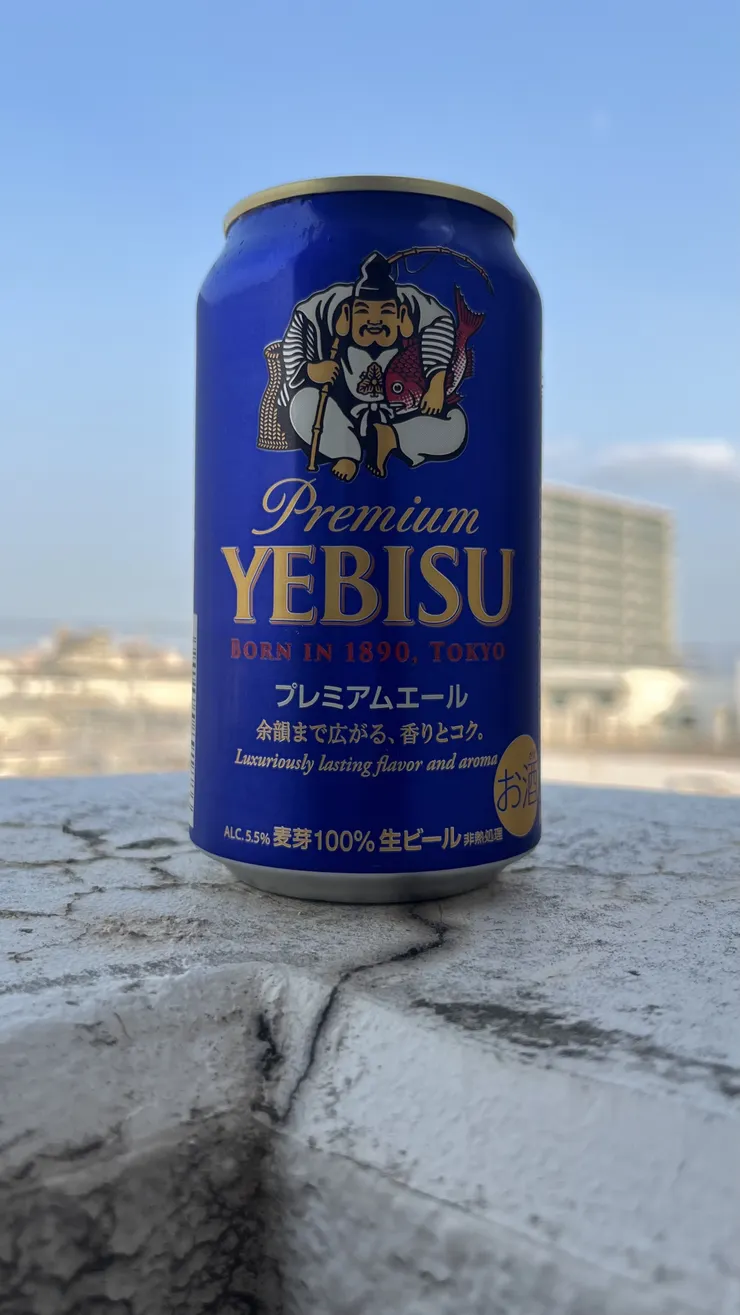 Premium
YEBISU
BORN IN 1890, TOKYO
プレミアムエール
余韻まで広がる、香りとコク。
Luxuriously lasting flavor and aroma
お酒
ALC.5.5% 麦芽100% 生ビール 非熱処理